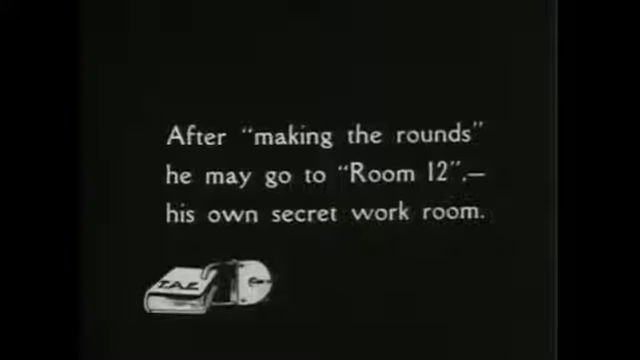 After "making the rounds"
he may go to "Room 12".—
his own secret work room.
T.A.E.